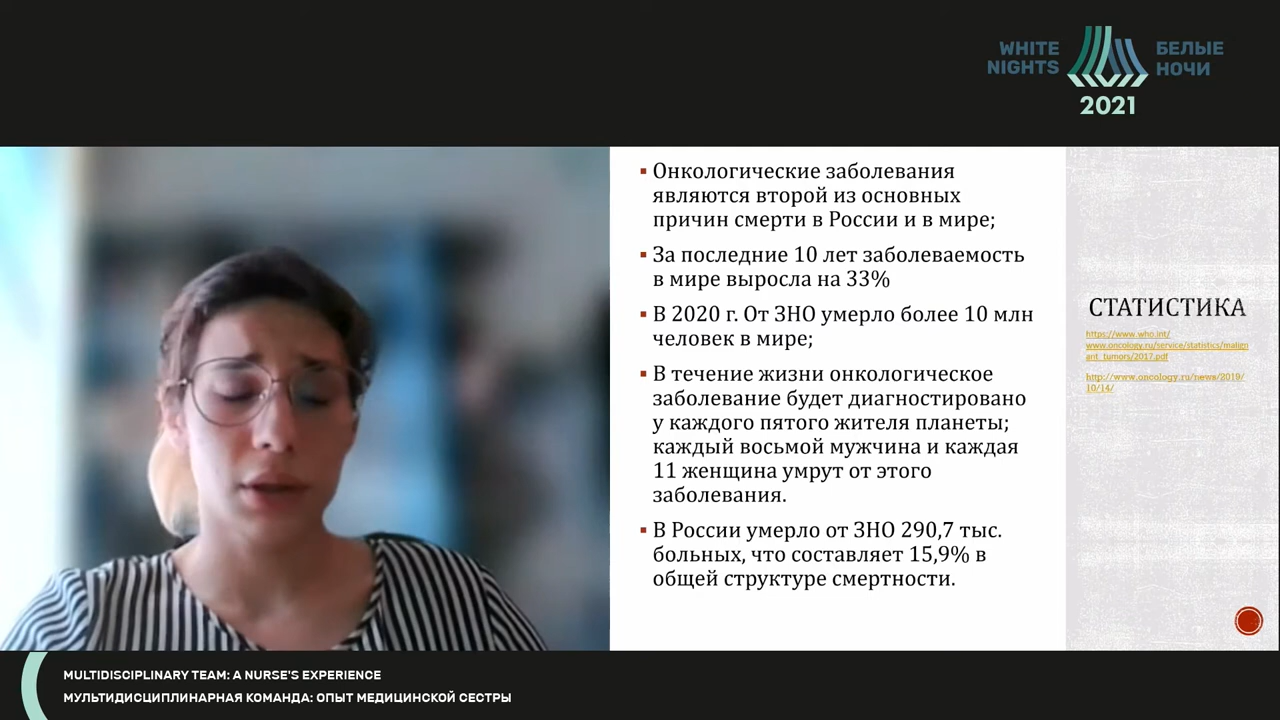 WHITE
NIGHTS
БЕЛЫЕ
НОЧИ
2021
▪ Онкологические заболевания
являются второй из основных
причин смерти в России и в мире;
▪ За последние 10 лет заболеваемость
в мире выросла на 33%
▪ В 2020 г. От ЗНО умерло более 10 млн
человек в мире;
▪ В течение жизни онкологическое
заболевание будет диагностировано
у каждого пятого жителя планеты;
каждый восьмой мужчина и каждая
11 женщина умрут от этого
заболевания.
▪ В России умерло от ЗНО 290,7 тыс.
больных, что составляет 15,9% в
общей структуре смертности.
СТАТИСТИКА
https://www.who.int/
www.oncology.ru/service/statistics/malign
ant_tumors/2017.pdf
http://www.oncology.ru/news/2019/
10/14/
MULTIDISCIPLINARY TEAM: A NURSE'S EXPERIENCE
МУЛЬТИДИСЦИПЛИНАРНАЯ КОМАНДА: ОПЫТ МЕДИЦИНСКОЙ СЕСТРЫ